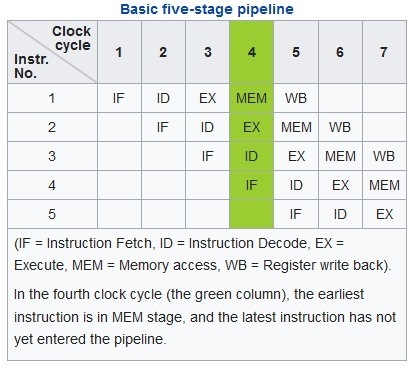 Basic five-stage pipeline
Clock
cycle
Instr.
No.
1 2 3 4 5 6 7
1 IF ID EX MEM WB
2 IF ID EX MEM WB
3 IF ID EX MEM WB
4 IF ID EX MEM
5 IF ID EX
(IF = Instruction Fetch, ID = Instruction Decode, EX =
Execute, MEM = Memory access, WB = Register write back).
In the fourth clock cycle (the green column), the earliest
instruction is in MEM stage, and the latest instruction has not
yet entered the pipeline.